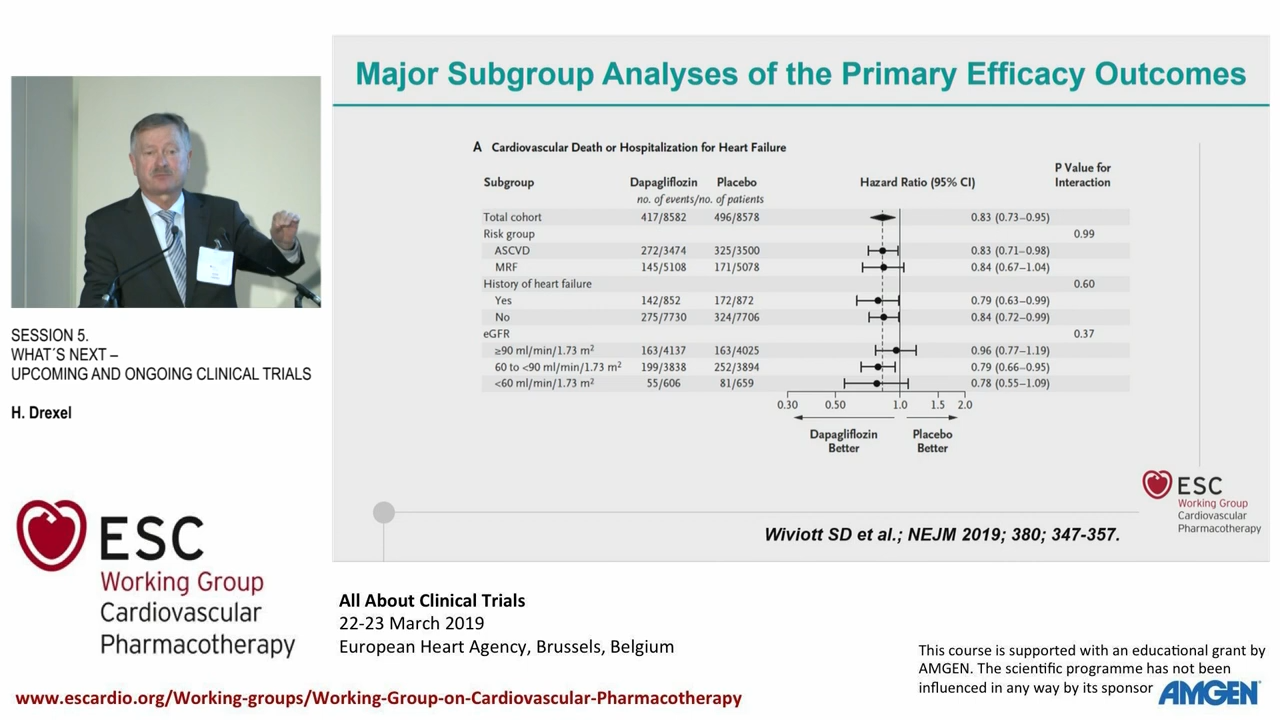 Major Subgroup Analyses of the Primary Efficacy Outcomes
A Cardiovascular Death or Hospitalization for Heart Failure
Subgroup Dapagliflozin Placebo Hazard Ratio (95% CI) P Value for Interaction
no. of events/no. of patients
Total cohort 417/8582 496/8578 0.83 (0.73–0.95)
Risk group 0.99
ASCVD 272/3474 325/3500 0.83 (0.71–0.98)
MRF 145/5108 171/5078 0.84 (0.67–1.04)
History of heart failure 0.60
Yes 142/852 172/872 0.79 (0.63–0.99)
No 275/7730 324/7706 0.84 (0.72–0.99)
eGFR 0.37
≥90 ml/min/1.73 m² 163/4137 163/4025 0.96 (0.77–1.19)
60 to <90 ml/min/1.73 m² 199/3838 252/3894 0.79 (0.66–0.95)
<60 ml/min/1.73 m² 55/606 81/659 0.78 (0.55–1.09)
0.30 0.50 1.0 1.5 2.0
Dapagliflozin Better Placebo Better
ESC
Working Group
Cardiovascular
Pharmacotherapy
Wiviott SD et al.; NEJM 2019; 380; 347-357.
SESSION 5.
WHAT´S NEXT –
UPCOMING AND ONGOING CLINICAL TRIALS
H. Drexel
ESC
Working Group
Cardiovascular
Pharmacotherapy
All About Clinical Trials
22-23 March 2019
European Heart Agency, Brussels, Belgium
This course is supported with an educational grant by
AMGEN. The scientific programme has not been
influenced in any way by its sponsor AMGEN
www.escardio.org/Working-groups/Working-Group-on-Cardiovascular-Pharmacotherapy